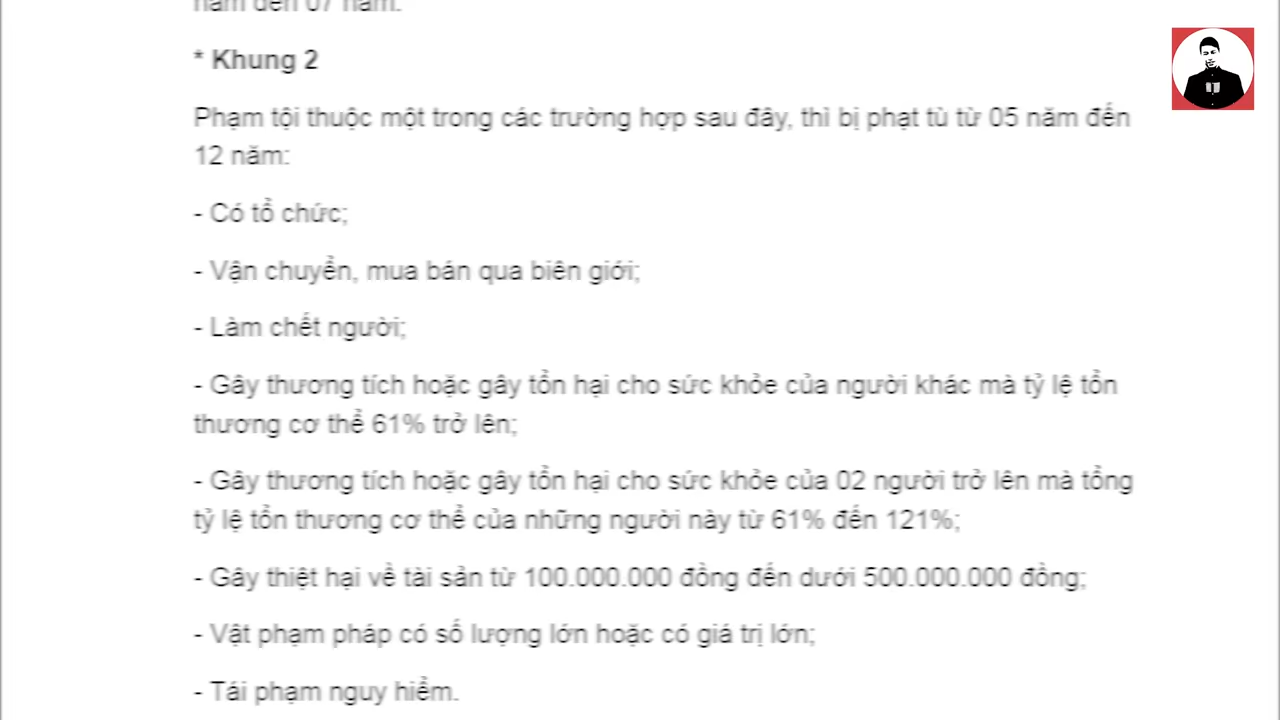 năm đến 07 năm.
* Khung 2
Phạm tội thuộc một trong các trường hợp sau đây, thì bị phạt tù từ 05 năm đến
12 năm:
- Có tổ chức;
- Vận chuyển, mua bán qua biên giới;
- Làm chết người;
- Gây thương tích hoặc gây tổn hại cho sức khỏe của người khác mà tỷ lệ tổn
thương cơ thể 61% trở lên;
- Gây thương tích hoặc gây tổn hại cho sức khỏe của 02 người trở lên mà tổng
tỷ lệ tổn thương cơ thể của những người này từ 61% đến 121%;
- Gây thiệt hại về tài sản từ 100.000.000 đồng đến dưới 500.000.000 đồng;
- Vật phạm pháp có số lượng lớn hoặc có giá trị lớn;
- Tái phạm nguy hiểm.